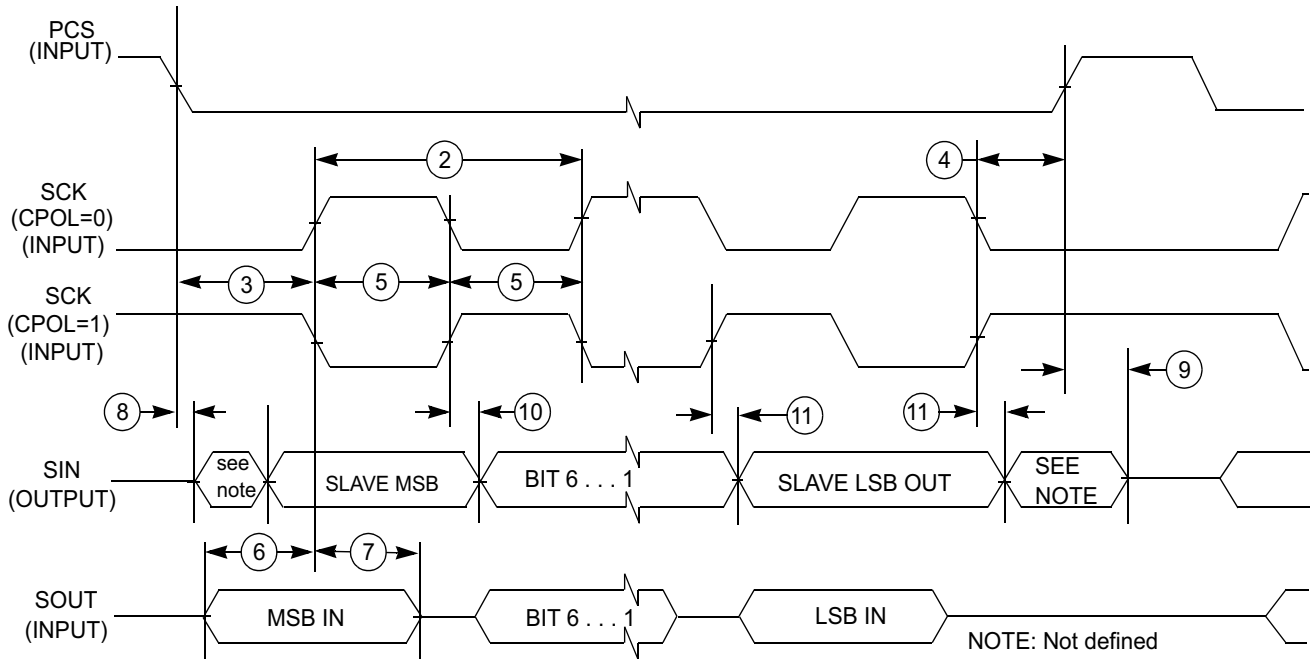 PCS
(INPUT)
2
4
SCK
(CPOL=0)
(INPUT)
3
5
5
SCK
(CPOL=1)
(INPUT)
8
10
11
11
9
SIN
(OUTPUT)
see
note
SLAVE MSB
BIT 6 . . . 1
SLAVE LSB OUT
SEE
NOTE
6
7
SOUT
(INPUT)
MSB IN
BIT 6 . . . 1
LSB IN
NOTE: Not defined